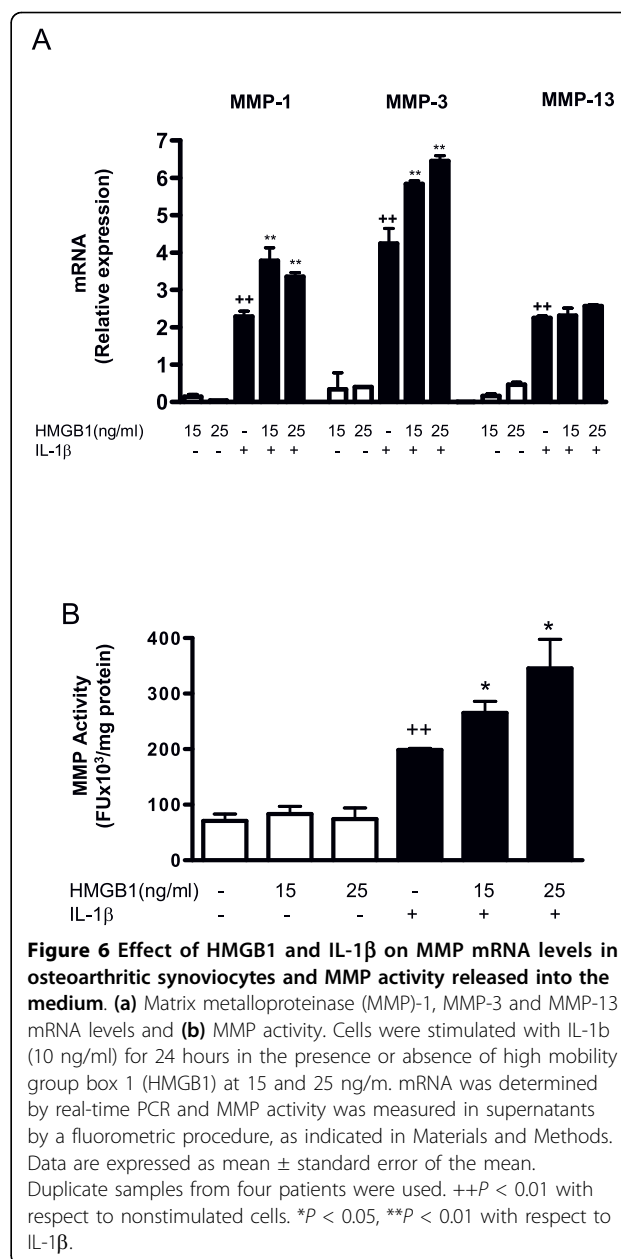 A
MMP-1 MMP-3 MMP-13
mRNA
(Relative expression)
7
6
5
4
3
2
1
0
++ ** ** ++ ** ** ++
HMGB1(ng/ml) 15 25 - 15 25 15 25 - 15 25 15 25 - 15 25
IL-1β - - + + + - - + + + - - + + +
B
MMP Activity
(FUx10³/mg protein)
400
300
200
100
0
++ * *
HMGB1(ng/ml) - 15 25 - 15 25
IL-1β - - - + + +
Figure 6 Effect of HMGB1 and IL-1β on MMP mRNA levels in
osteoarthritic synoviocytes and MMP activity released into the
medium. (a) Matrix metalloproteinase (MMP)-1, MMP-3 and MMP-13
mRNA levels and (b) MMP activity. Cells were stimulated with IL-1b
(10 ng/ml) for 24 hours in the presence or absence of high mobility
group box 1 (HMGB1) at 15 and 25 ng/m. mRNA was determined
by real-time PCR and MMP activity was measured in supernatants
by a fluorometric procedure, as indicated in Materials and Methods.
Data are expressed as mean ± standard error of the mean.
Duplicate samples from four patients were used. ++P < 0.01 with
respect to nonstimulated cells. *P < 0.05, **P < 0.01 with respect to
IL-1β.